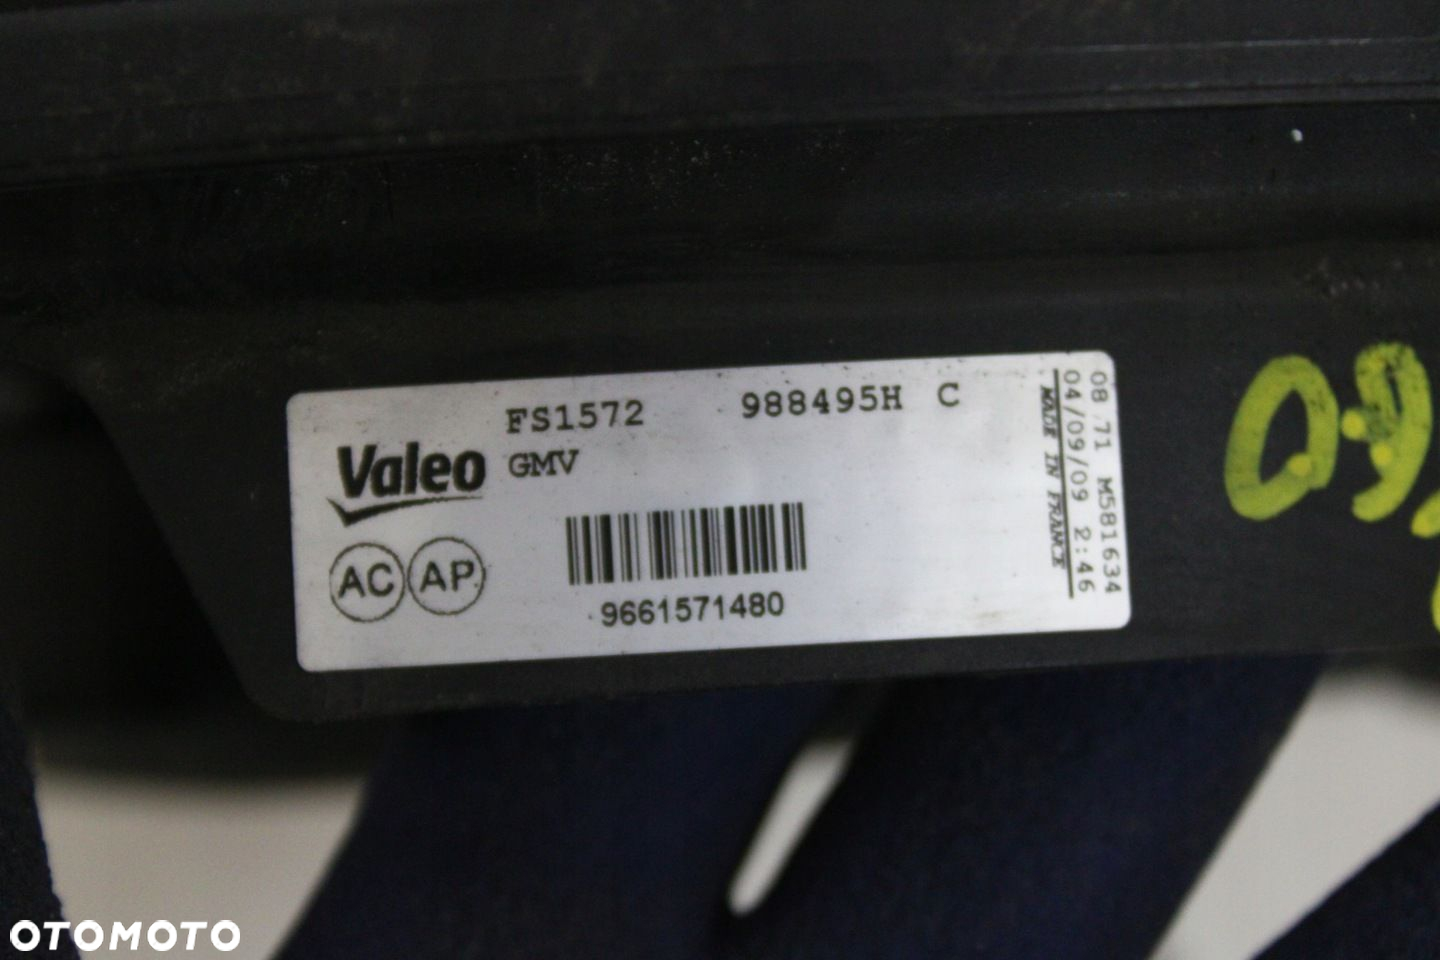 FS1572 988495H C
Valeo GMV
AC AP
9661571480
08 71 M581634
04/09/09 2:46
MADE IN FRANCE
OTOMOTO